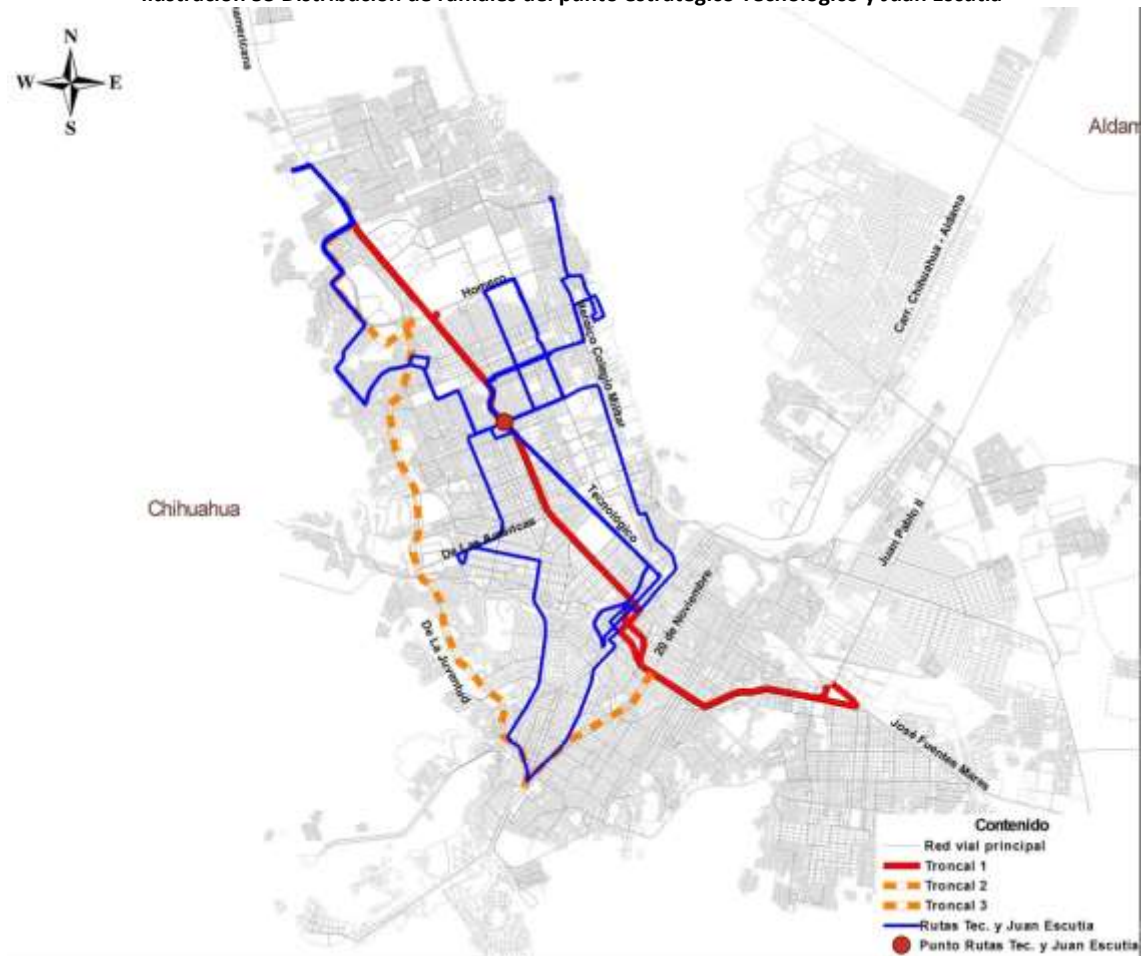 Ilustración 38 Distribución de ramales del punto estratégico Tecnológico y Juan Escutia
americana
N
W E
S
Aldam
Carr. Chihuahua - Aldama
Homero
Heroico Colegio Militar
Chihuahua
Tecnológico
De Las Américas
Juan Pablo II
20 de Noviembre
De La Juventud
José Fuentes Mares
Contenido
Red vial principal
Troncal 1
Troncal 2
Troncal 3
Rutas Tec. y Juan Escutia
Punto Rutas Tec. y Juan Escutia